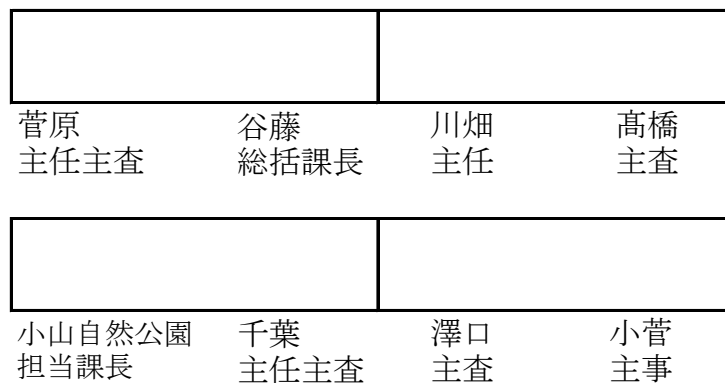 菅原 谷藤 川畑 髙橋
主任主査 総括課長 主任 主査
小山自然公園 千葉 澤口 小菅
担当課長 主任主査 主査 主事